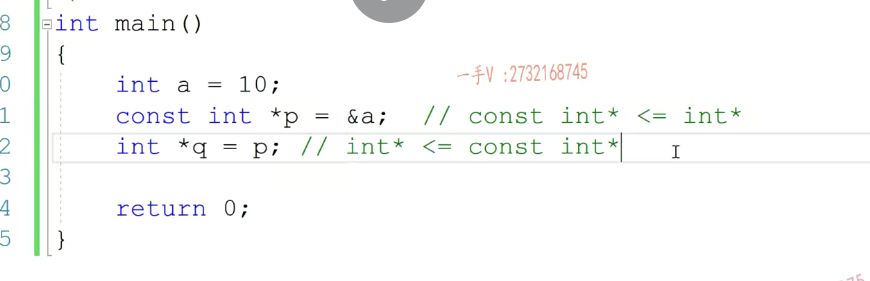 8 int main()
9 {
0 int a = 10;
一手V :2732168745
1 const int *p = &a; // const int* <= int*
2 int *q = p; // int* <= const int*
3
4 return 0;
5 }